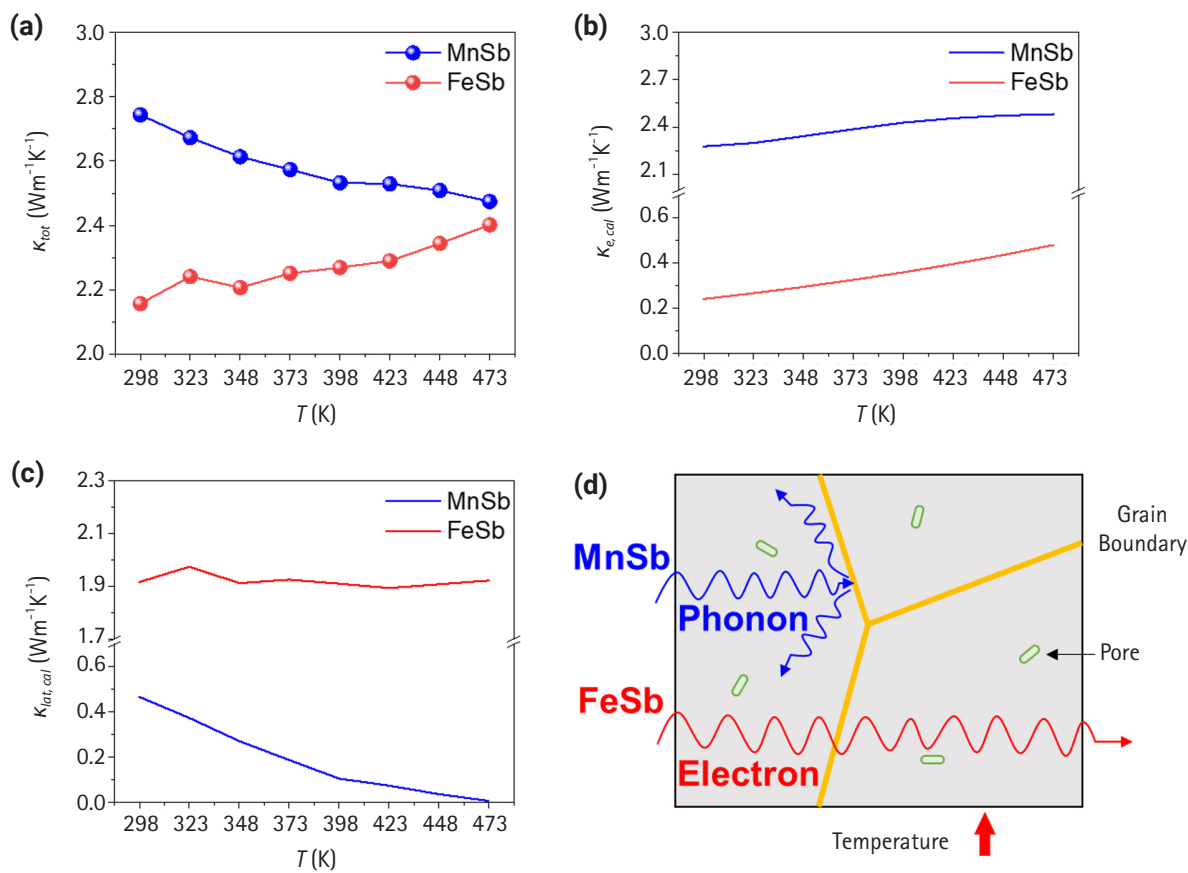 (a)
3.0
2.8
2.6
2.4
2.2
2.0
κtot (Wm⁻¹K⁻¹)
MnSb
FeSb
298 323 348 373 398 423 448 473
T (K)
(b)
3.0
2.7
2.4
2.1
0.6
0.4
0.2
0.0
κe, cal (Wm⁻¹K⁻¹)
MnSb
FeSb
298 323 348 373 398 423 448 473
T (K)
(c)
2.3
2.1
1.9
1.7
0.6
0.4
0.2
0.0
κlat, cal (Wm⁻¹K⁻¹)
MnSb
FeSb
298 323 348 373 398 423 448 473
T (K)
(d)
Grain
Boundary
MnSb
Phonon
Pore
FeSb
Electron
Temperature